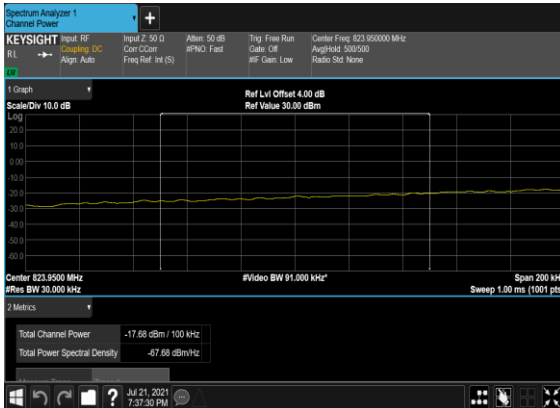 Spectrum Analyzer 1
Channel Power
KEYSIGHT
RL
LW
Input: RF
Coupling: DC
Align: Auto
Input Z: 50 Ω
Corr CCorr
Freq Ref: Int (S)
Atten: 50 dB
#PNO: Fast
Trig: Free Run
Gate: Off
#IF Gain: Low
Center Freq: 823.950000 MHz
Avg|Hold: 500/500
Radio Std: None
1 Graph
Scale/Div 10.0 dB
Ref Lvl Offset 4.00 dB
Ref Value 30.00 dBm
Log
20.0
10.0
0.00
-10.0
-20.0
-30.0
-40.0
-50.0
-60.0
Center 823.9500 MHz
#Video BW 91.000 kHz*
Span 200 kH
#Res BW 30.000 kHz
Sweep 1.00 ms (1001 pts
2 Metrics
Total Channel Power -17.68 dBm / 100 kHz
Total Power Spectral Density -67.68 dBm/Hz
?
Jul 21, 2021
7:37:30 PM